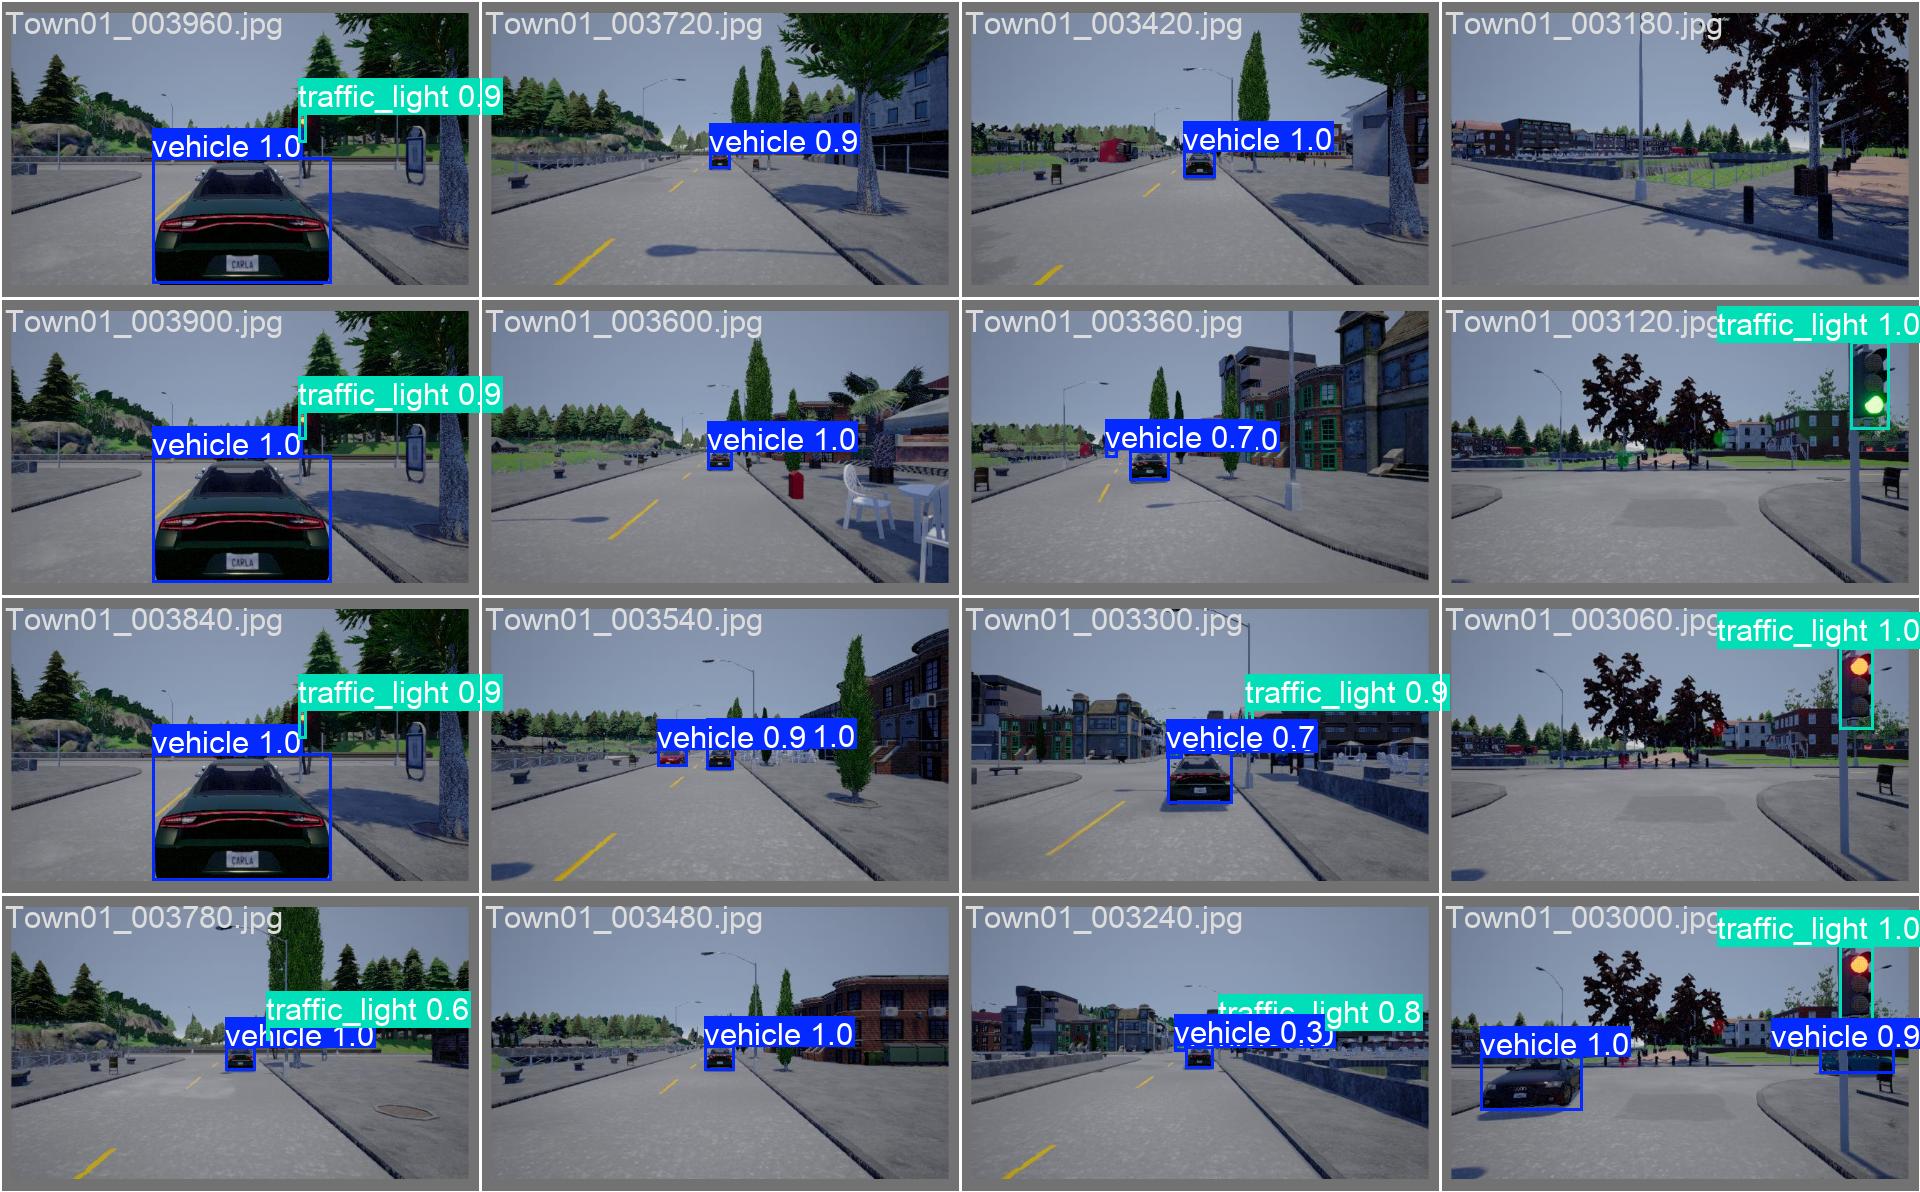 Town01_003960.jpg
traffic_light 0.9
vehicle 1.0
CARLA
Town01_003720.jpg
vehicle 0.9
Town01_003420.jpg
vehicle 1.0
Town01_003180.jpg
Town01_003900.jpg
traffic_light 0.9
vehicle 1.0
CARLA
Town01_003600.jpg
vehicle 1.0
Town01_003360.jpg
vehicle 0.7
.0
Town01_003120.jpg
traffic_light 1.0
Town01_003840.jpg
traffic_light 0.9
vehicle 1.0
CARLA
Town01_003540.jpg
vehicle 0.9
1.0
Town01_003300.jpg
traffic_light 0.9
vehicle 0.7
Town01_003060.jpg
traffic_light 1.0
Town01_003780.jpg
traffic_light 0.6
vehicle 1.0
Town01_003480.jpg
vehicle 1.0
Town01_003240.jpg
traffic_light 0.8
vehicle 0.3
Town01_003000.jpg
traffic_light 1.0
vehicle 1.0
vehicle 0.9